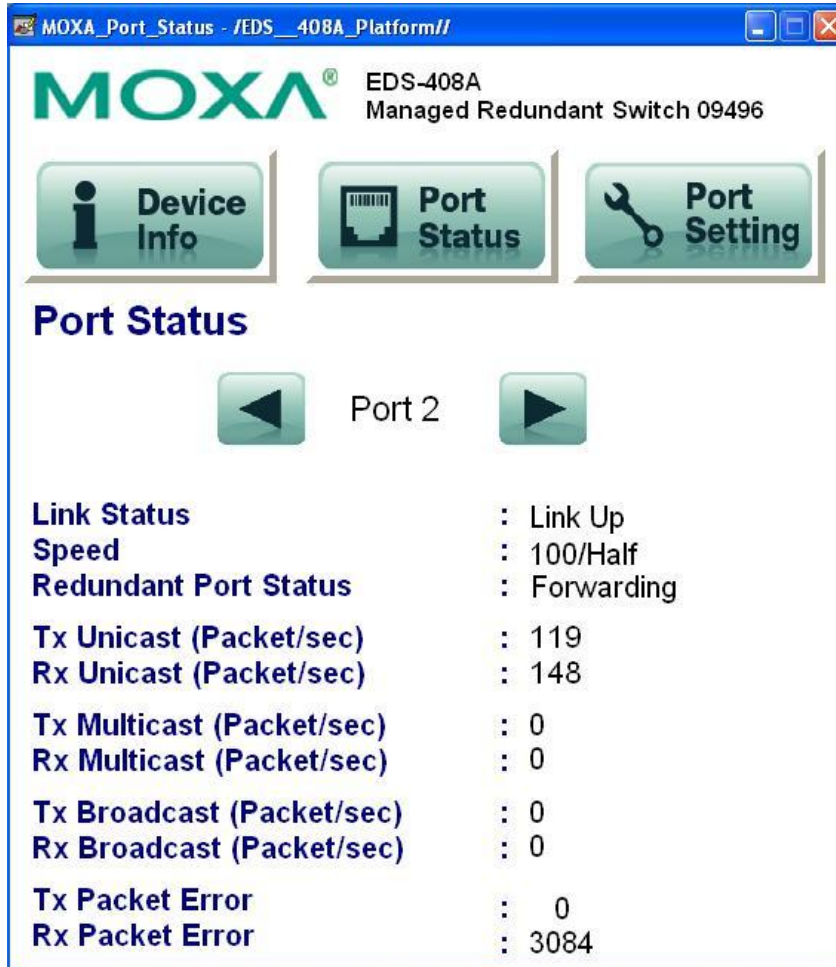 MOXA_Port_Status - /EDS__408A_Platform//
MOXA®
EDS-408A
Managed Redundant Switch 09496
Device Info
Port Status
Port Setting
Port Status
Port 2
Link Status : Link Up
Speed : 100/Half
Redundant Port Status : Forwarding
Tx Unicast (Packet/sec) : 119
Rx Unicast (Packet/sec) : 148
Tx Multicast (Packet/sec) : 0
Rx Multicast (Packet/sec) : 0
Tx Broadcast (Packet/sec) : 0
Rx Broadcast (Packet/sec) : 0
Tx Packet Error : 0
Rx Packet Error : 3084